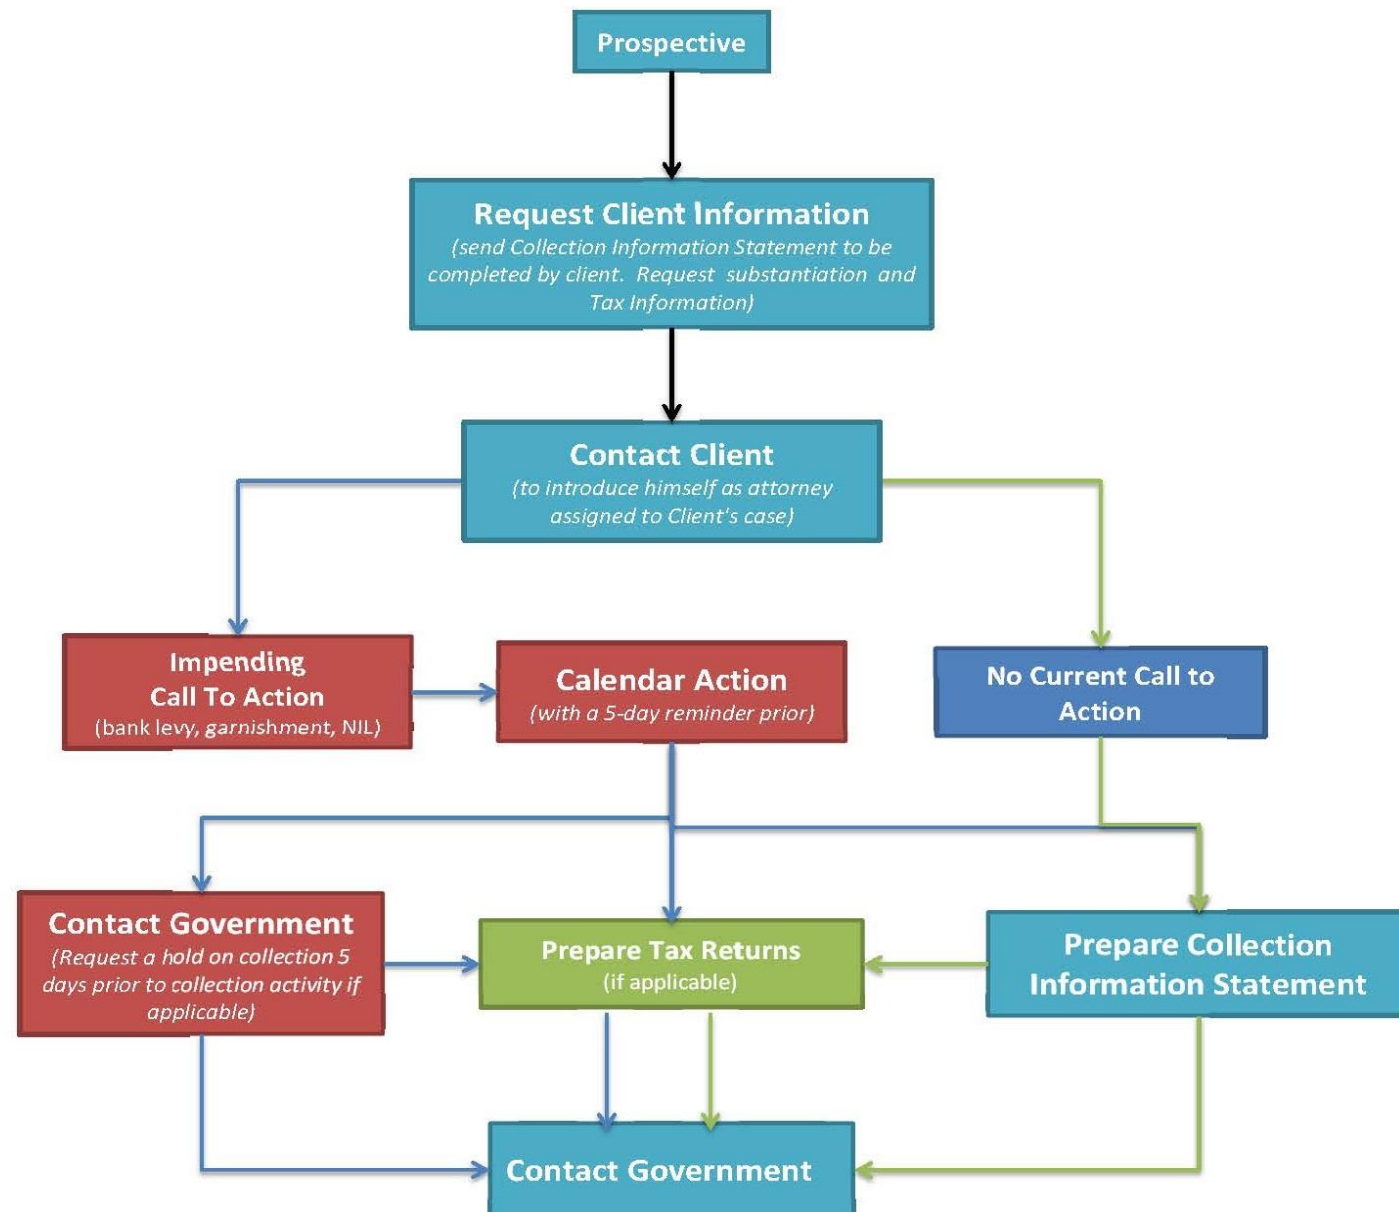 Prospective
Request Client Information
(send Collection Information Statement to be
completed by client. Request substantiation and
Tax Information)
Contact Client
(to introduce himself as attorney
assigned to Client's case)
Impending
Call To Action
(bank levy, garnishment, NIL)
Calendar Action
(with a 5-day reminder prior)
No Current Call to
Action
Contact Government
(Request a hold on collection 5
days prior to collection activity if
applicable)
Prepare Tax Returns
(if applicable)
Prepare Collection
Information Statement
Contact Government